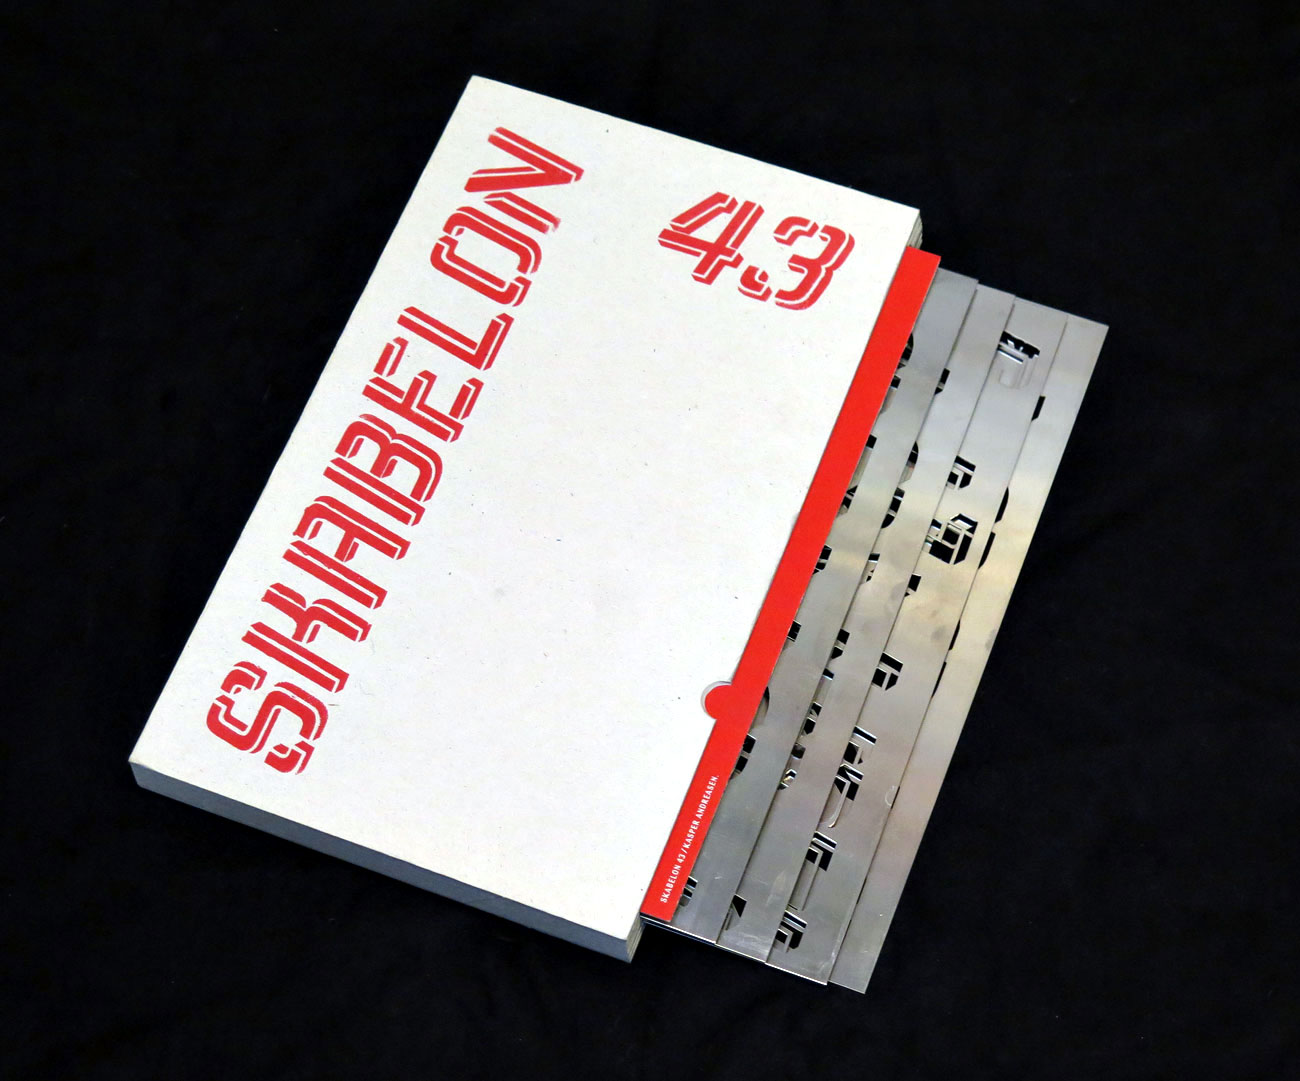 SKABELON
43
SKABELON 43 / KASPER ANDREASEN.